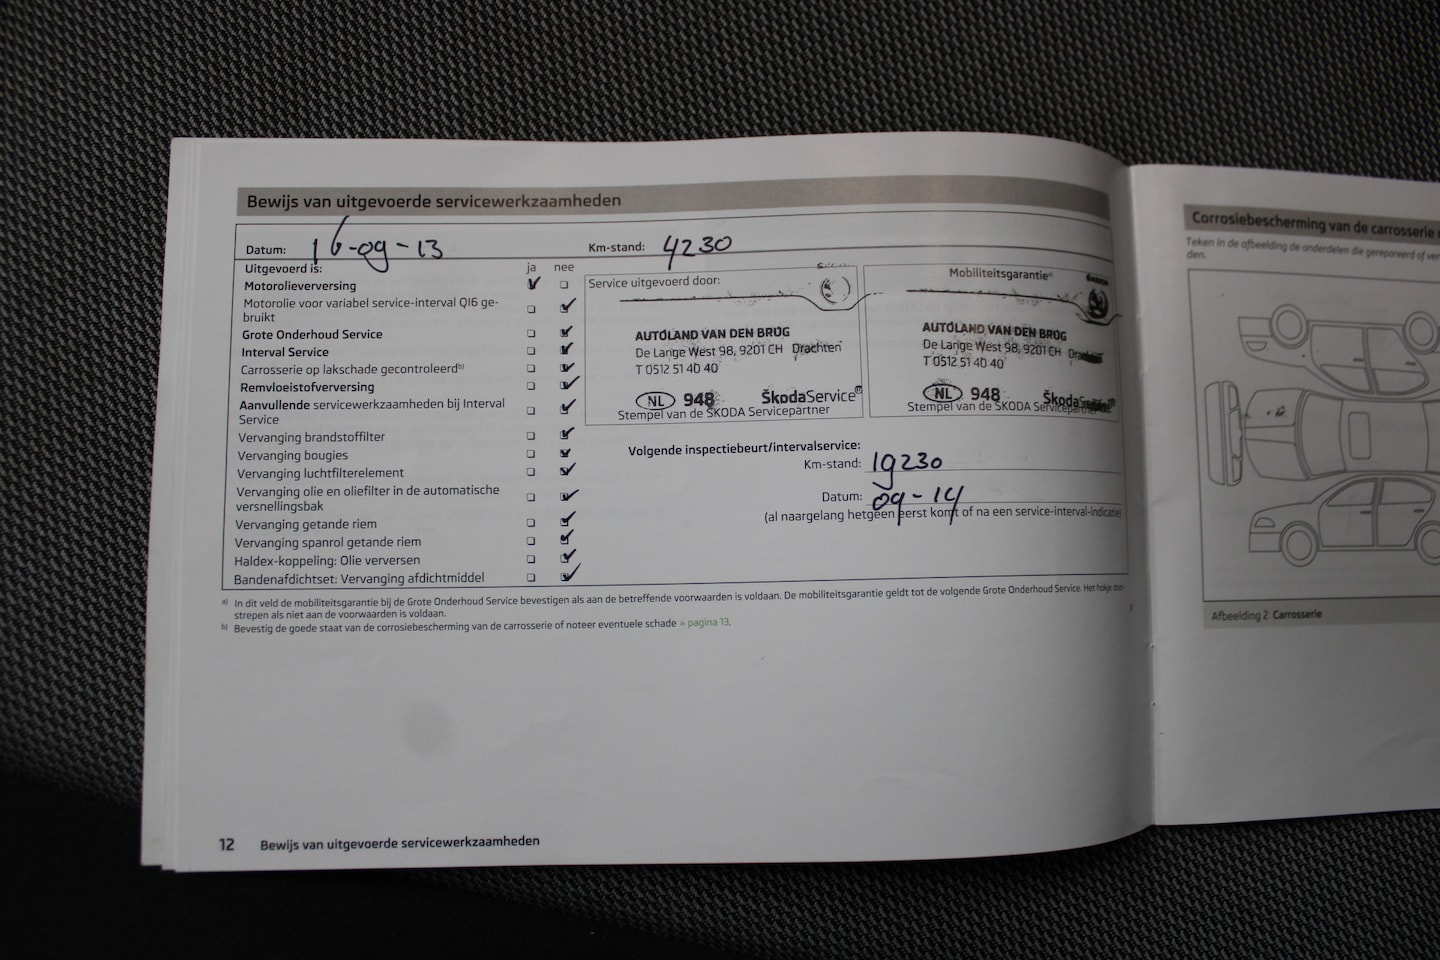 Bewijs van uitgevoerde servicewerkzaamheden
Datum: 16-09-13 Km-stand: 4230
Uitgevoerd is: ja nee
Motorolieverversing
Motorolie voor variabel service-interval QI6 ge-
bruikt
Grote Onderhoud Service
Interval Service
Carrosserie op lakschade gecontroleerd b)
Remvloeistofverversing
Aanvullende servicewerkzaamheden bij Interval
Service
Vervanging brandstoffilter
Vervanging bougies
Vervanging luchtfilterelement
Vervanging olie en oliefilter in de automatische
versnellingsbak
Vervanging getande riem
Vervanging spanrol getande riem
Haldex-koppeling: Olie verversen
Bandenafdichtset: Vervanging afdichtmiddel
Service uitgevoerd door:
AUTOLAND VAN DEN BRUG
De Lange West 98, 9201 CH Drachten
T 0512 51 40 40
NL 948 ŠkodaService
Stempel van de ŠKODA Servicepartner
Mobiliteitsgarantie a)
AUTOLAND VAN DEN BRUG
De Lange West 98, 9201 CH
T 0512 51 40 40
NL 948
Stempel van de ŠKODA Servicepartner
Volgende inspectiebeurt/intervalservice:
Km-stand: 19230
Datum: 09-14
(al naargelang hetgeen eerst komt of na een service-interval-indicatie)
a) In dit veld de mobiliteitsgarantie bij de Grote Onderhoud Service bevestigen als aan de betreffende voorwaarden is voldaan. De mobiliteitsgarantie geldt tot de volgende Grote Onderhoud Service. Het hokje door-
strepen als niet aan de voorwaarden is voldaan.
b) Bevestig de goede staat van de corrosiebescherming van de carrosserie of noteer eventuele schade » pagina 13.
12 Bewijs van uitgevoerde servicewerkzaamheden
Corrosiebescherming van de carrosserie
Teken in de afbeelding de onderdelen die gerepareerd of ver
den.
Afbeelding 2 Carrosserie